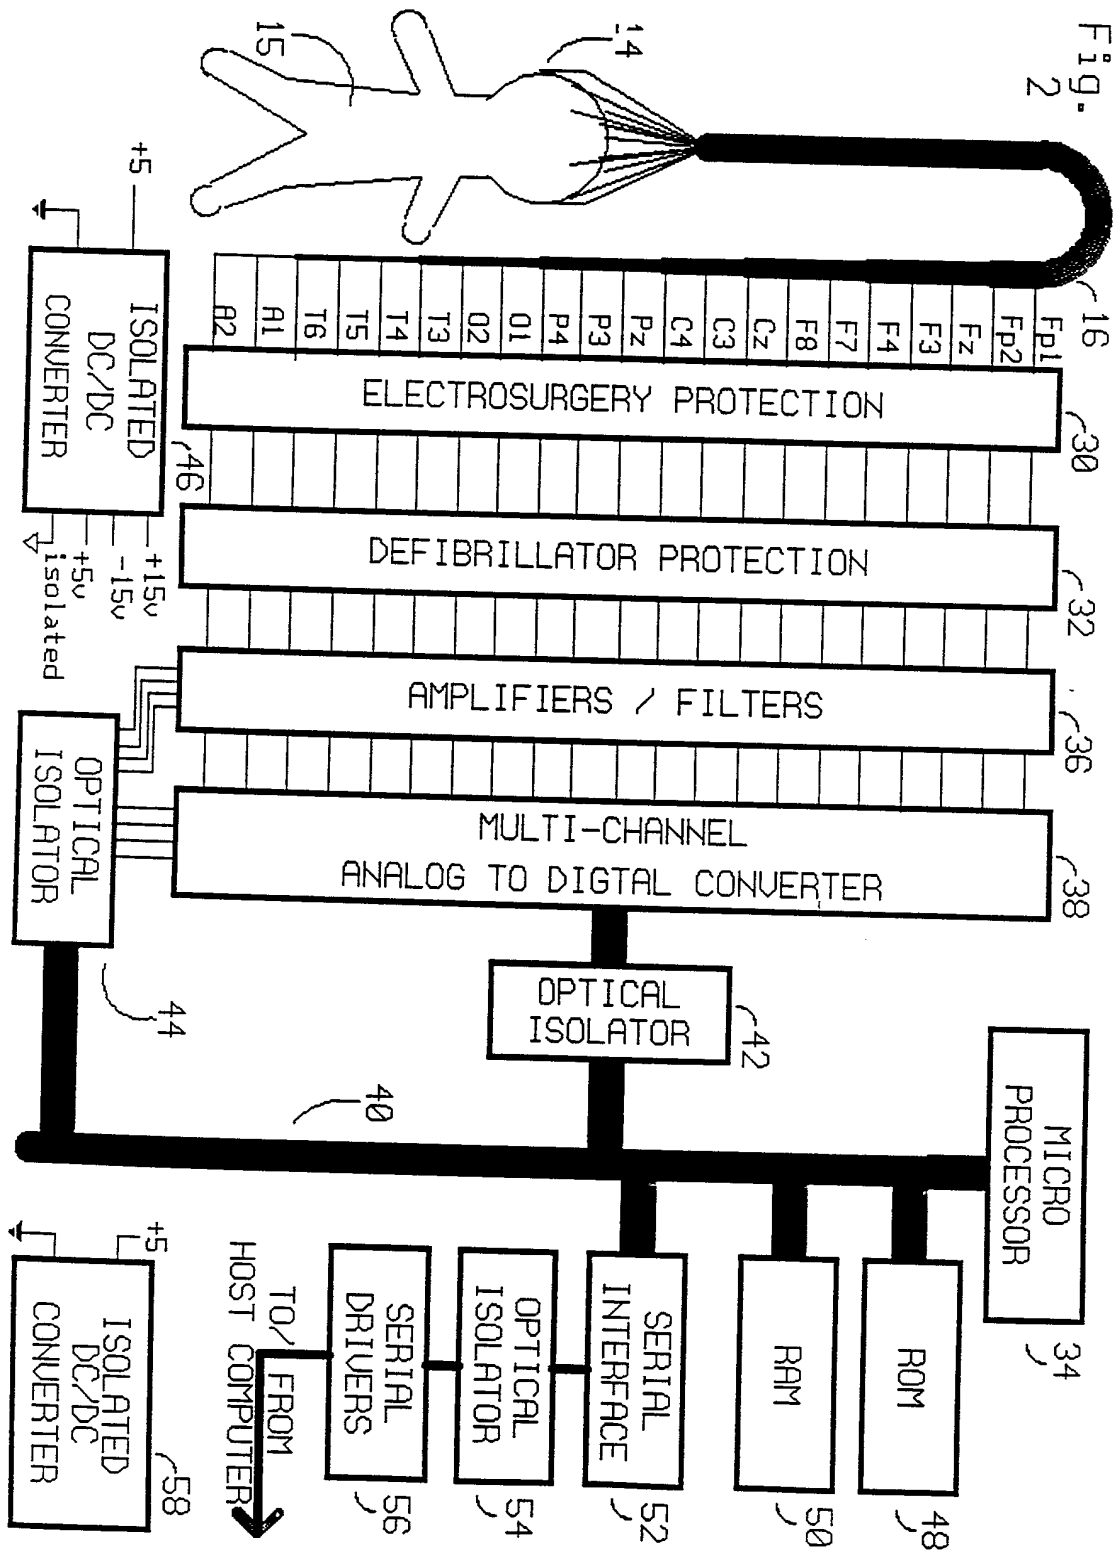 Fig.
2
14
15
16
Fp1
Fp2
Fz
F3
F4
F7
F8
Cz
C3
C4
Pz
P3
P4
O1
O2
T3
T4
T5
T6
A1
A2
ELECTROSURGERY PROTECTION
30
DEFIBRILLATOR PROTECTION
32
AMPLIFIERS / FILTERS
36
MULTI-CHANNEL
ANALOG TO DIGTAL CONVERTER
38
+5
ISOLATED
DC/DC
CONVERTER
46
+15v
-15v
+5v
isolated
OPTICAL
ISOLATOR
44
OPTICAL
ISOLATOR
42
40
MICRO
PROCESSOR
34
ROM
48
RAM
50
SERIAL
INTERFACE
52
OPTICAL
ISOLATOR
54
SERIAL
DRIVERS
56
TO/ FROM
HOST COMPUTER
+5
ISOLATED
DC/DC
CONVERTER
58